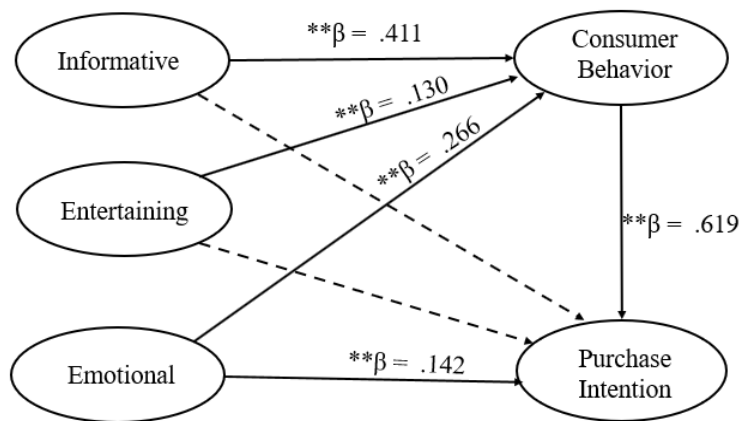 **β = .411
Consumer
Behavior
Informative
**β = .130
**β = .266
Entertaining
**β = .619
Emotional
**β = .142
Purchase
Intention